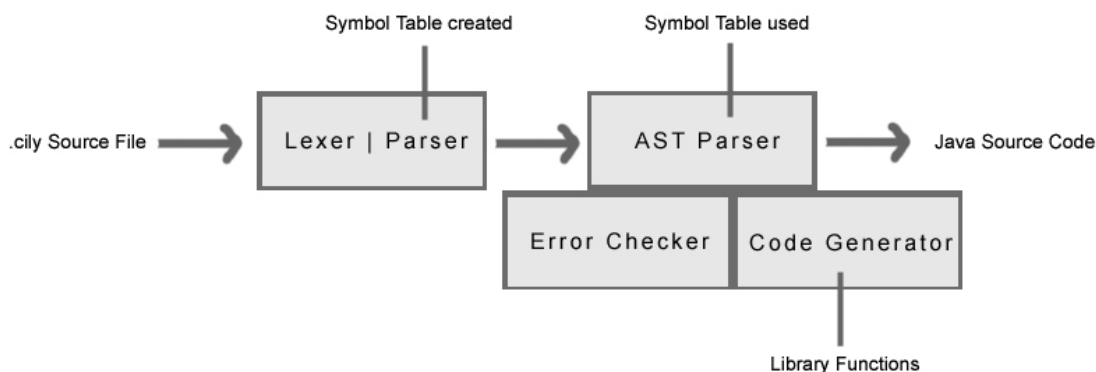 Symbol Table created
Symbol Table used
.cily Source File
Lexer | Parser
AST Parser
Java Source Code
Error Checker
Code Generator
Library Functions